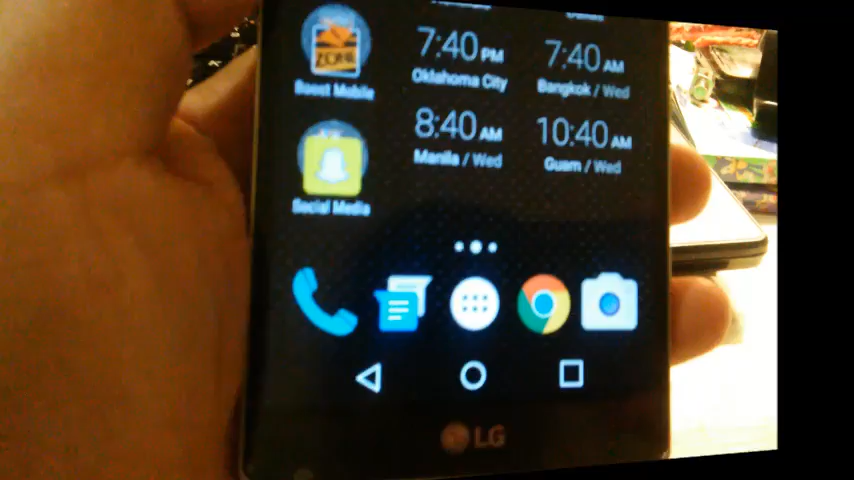 7:40 PM
Oklahoma City
7:40 AM
Bangkok / Wed
ZONE
Boost Mobile
8:40 AM
Manila / Wed
10:40 AM
Guam / Wed
Social Media
LG